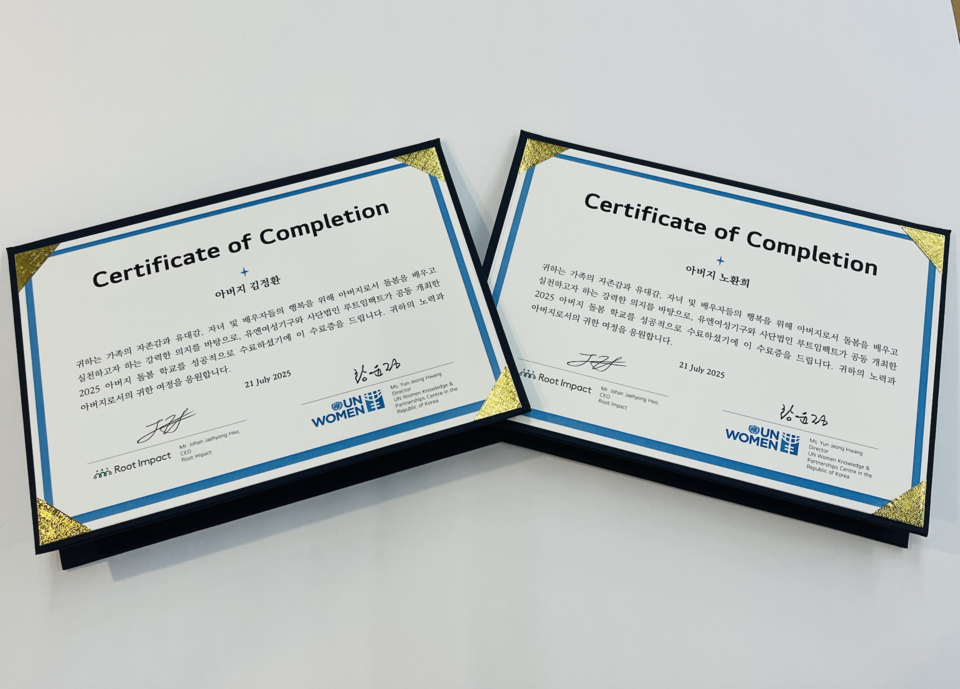 Certificate of Completion
아버지 김정환
귀하는 가족의 자존감과 유대감, 자녀 및 배우자들의 행복을 위해 아버지로서 돌봄을 배우고
실천하고자 하는 강력한 의지를 바탕으로, 유엔여성기구와 사단법인 루트임팩트가 공동 개최한
2025 아버지 돌봄 학교를 성공적으로 수료하셨기에 이 수료증을 드립니다. 귀하의 노력과
아버지로서의 귀한 여정을 응원합니다.
21 July 2025
Root Impact
Mr. Johan Jaehyong Heo,
CEO
Root Impact
황윤정
UN
WOMEN
Ms. Yun Jeong Hwang
Director
UN Women Knowledge &
Partnerships Centre in the
Republic of Korea
Certificate of Completion
아버지 노환희
귀하는 가족의 자존감과 유대감, 자녀 및 배우자들의 행복을 위해 아버지로서 돌봄을 배우고
실천하고자 하는 강력한 의지를 바탕으로, 유엔여성기구와 사단법인 루트임팩트가 공동 개최한
2025 아버지 돌봄 학교를 성공적으로 수료하셨기에 이 수료증을 드립니다. 귀하의 노력과
아버지로서의 귀한 여정을 응원합니다.
21 July 2025
Root Impact
Mr. Johan Jaehyong Heo,
CEO
Root Impact
황윤정
UN
WOMEN
Ms. Yun Jeong Hwang
Director
UN Women Knowledge &
Partnerships Centre in the
Republic of Korea